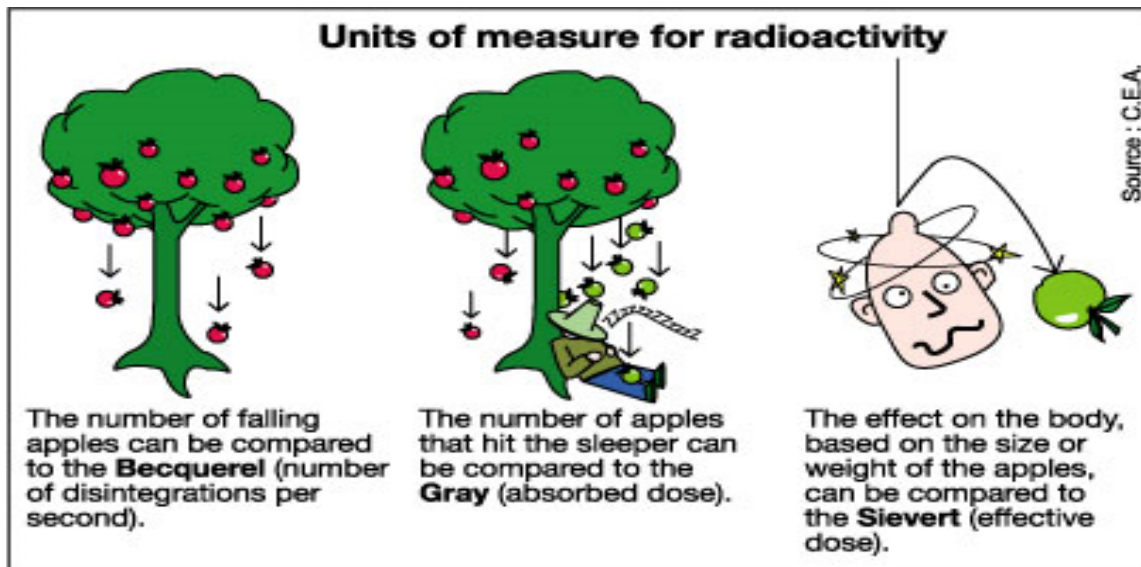 Units of measure for radioactivity
Source : C.E.A.
zzzzzzzzz
The number of falling
apples can be compared
to the Becquerel (number
of disintegrations per
second).
The number of apples
that hit the sleeper can
be compared to the
Gray (absorbed dose).
The effect on the body,
based on the size or
weight of the apples,
can be compared to
the Sievert (effective
dose).